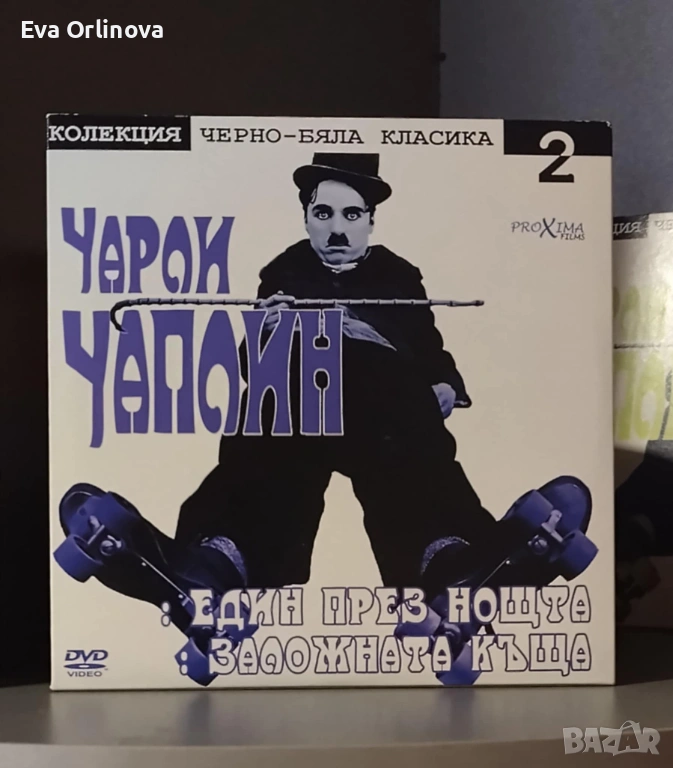 Eva Orlinova
КОЛЕКЦИЯ ЧЕРНО-БЯЛА КЛАСИКА 2
PROXIMA
FILMS
ЧАРЛИ
ЧАПЛИН
: ЕДИН ПРЕЗ НОЩТА
: ЗАЛОЖНАТА КЪЩА
DVD
VIDEO
BAZAR